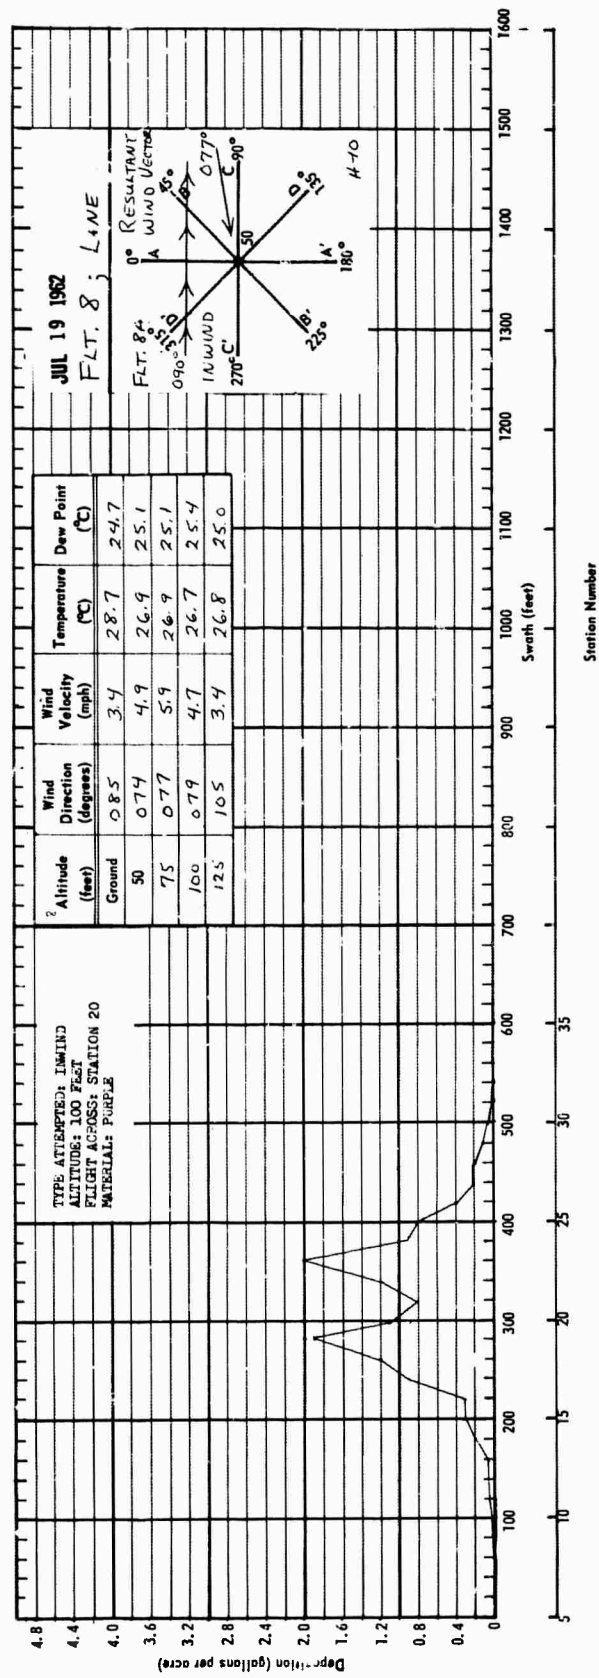 TYPE ATTEMPTED: INWIND
ALTITUDE: 100 FEET
FLIGHT ACROSS: STATION 20
MATERIAL: PURPLE
Altitude (feet) Wind Direction (degrees) Wind Velocity (mph) Temperature (°C) Dew Point (°C)
Ground 085 3.4 28.7 24.7
50 074 4.9 26.9 25.1
75 077 5.9 26.9 25.1
100 079 4.7 26.7 25.4
125 105 3.4 26.8 25.0
JUL 19 1962
FLT. 8 ; LINE
FLT. 8A
RESULTANT
WIND VECTOR
0°
A
45°
B
077°
C
90°
D
135°
A'
180°
B'
225°
C'
270°
D'
315°
090°
INWIND
50
H-10
Deposition (gallons per acre)
4.8
4.4
4.0
3.6
3.2
2.8
2.4
2.0
1.6
1.2
0.8
0.4
0
100 200 300 400 500 600 700 800 900 1000 1100 1200 1300 1400 1500 1600
Swath (feet)
5 10 15 20 25 30 35
Station Number